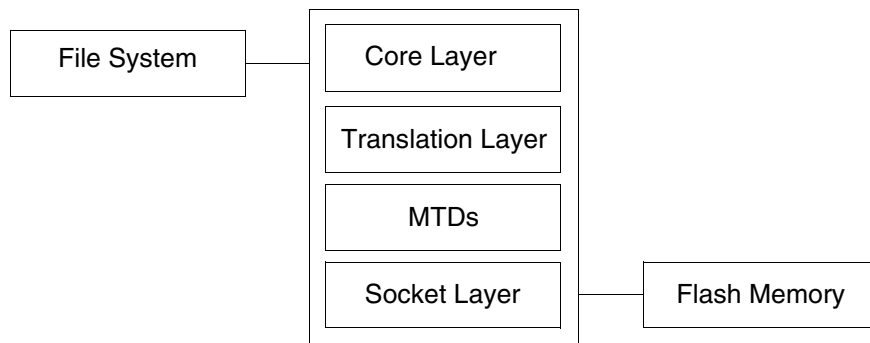 File System
Core Layer
Translation Layer
MTDs
Socket Layer
Flash Memory